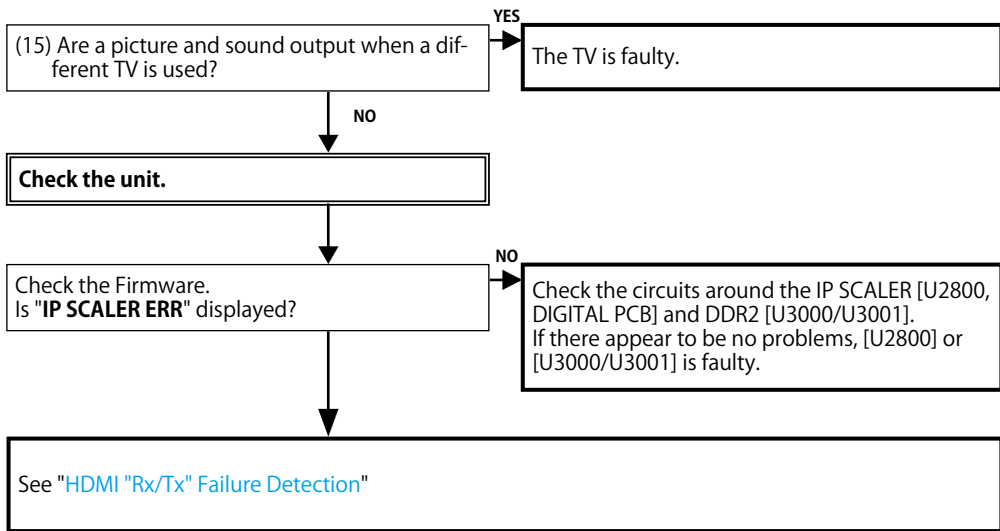 YES
(15) Are a picture and sound output when a dif-
ferent TV is used?
The TV is faulty.
NO
Check the unit.
NO
Check the Firmware.
Is "IP SCALER ERR" displayed?
Check the circuits around the IP SCALER [U2800,
DIGITAL PCB] and DDR2 [U3000/U3001].
If there appear to be no problems, [U2800] or
[U3000/U3001] is faulty.
See "HDMI "Rx/Tx" Failure Detection"